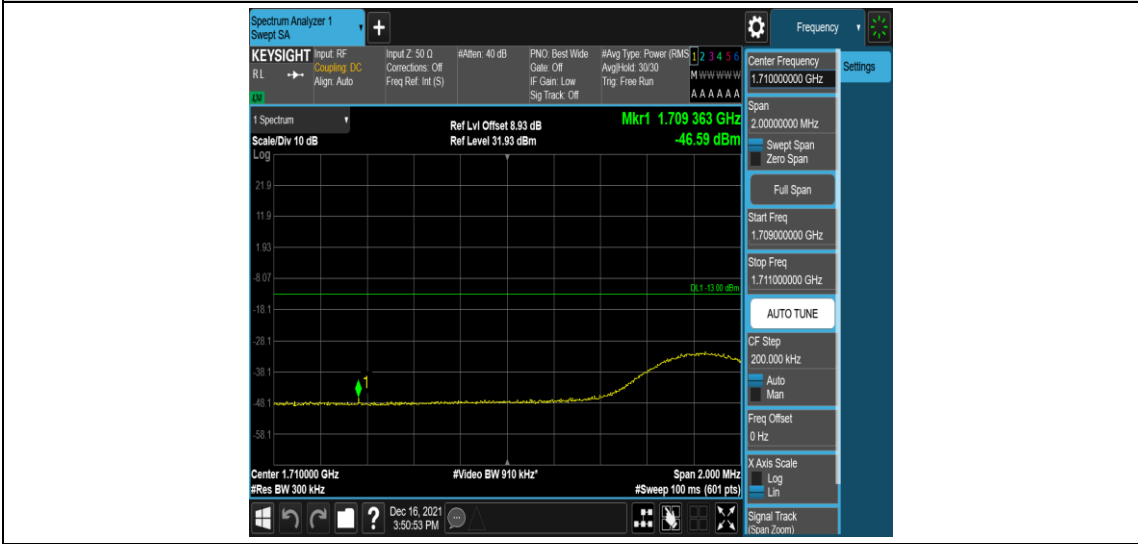 Spectrum Analyzer 1
Swept SA
+
Frequency
KEYSIGHT
RL
Input: RF
Coupling: DC
Align: Auto
Input Z: 50 Ω
Corrections: Off
Freq Ref: Int (S)
#Atten: 40 dB
PNO: Best Wide
Gate: Off
IF Gain: Low
Sig Track: Off
#Avg Type: Power (RMS
Avg|Hold: 30/30
Trig: Free Run
1 2 3 4 5 6
M W W W W W
A A A A A A
1 Spectrum
Scale/Div 10 dB
Log
Ref Lvl Offset 8.93 dB
Ref Level 31.93 dBm
Mkr1 1.709 363 GHz
-46.59 dBm
21.9
11.9
1.93
-8.07
DL1 -13.00 dBm
-18.1
-28.1
-38.1
1
-48.1
-58.1
Center 1.710000 GHz
#Res BW 300 kHz
#Video BW 910 kHz*
Span 2.000 MHz
#Sweep 100 ms (601 pts)
?
Dec 16, 2021
3:50:53 PM
Center Frequency
1.710000000 GHz
Settings
Span
2.00000000 MHz
Swept Span
Zero Span
Full Span
Start Freq
1.709000000 GHz
Stop Freq
1.711000000 GHz
AUTO TUNE
CF Step
200.000 kHz
Auto
Man
Freq Offset
0 Hz
X Axis Scale
Log
Lin
Signal Track
(Span Zoom)